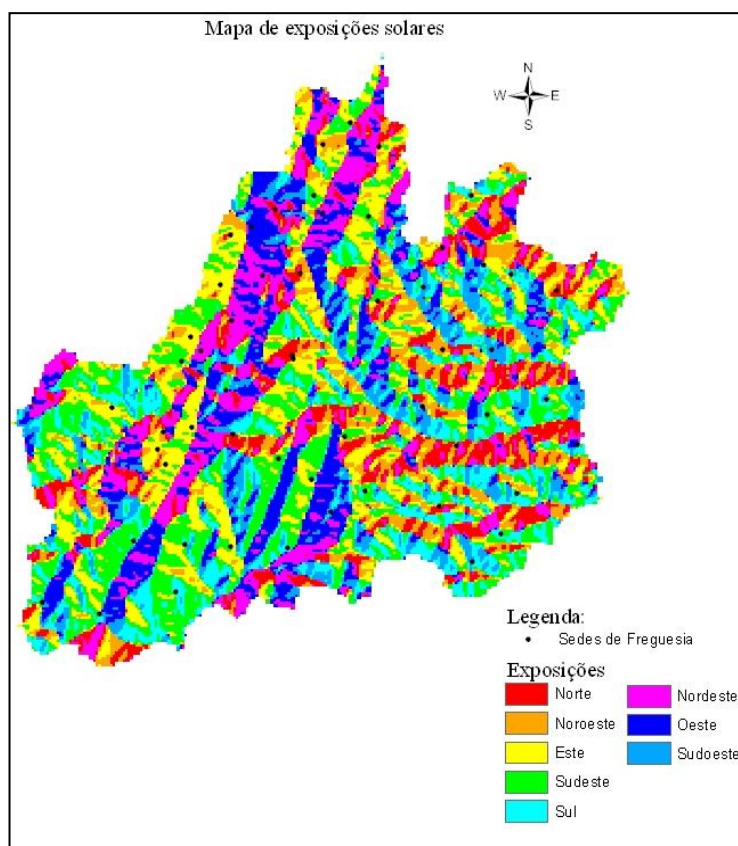 Mapa de exposições solares
N
W E
S
Legenda:
Sedes de Freguesia
Exposições
Norte
Noroeste
Este
Sudeste
Sul
Nordeste
Oeste
Sudoeste